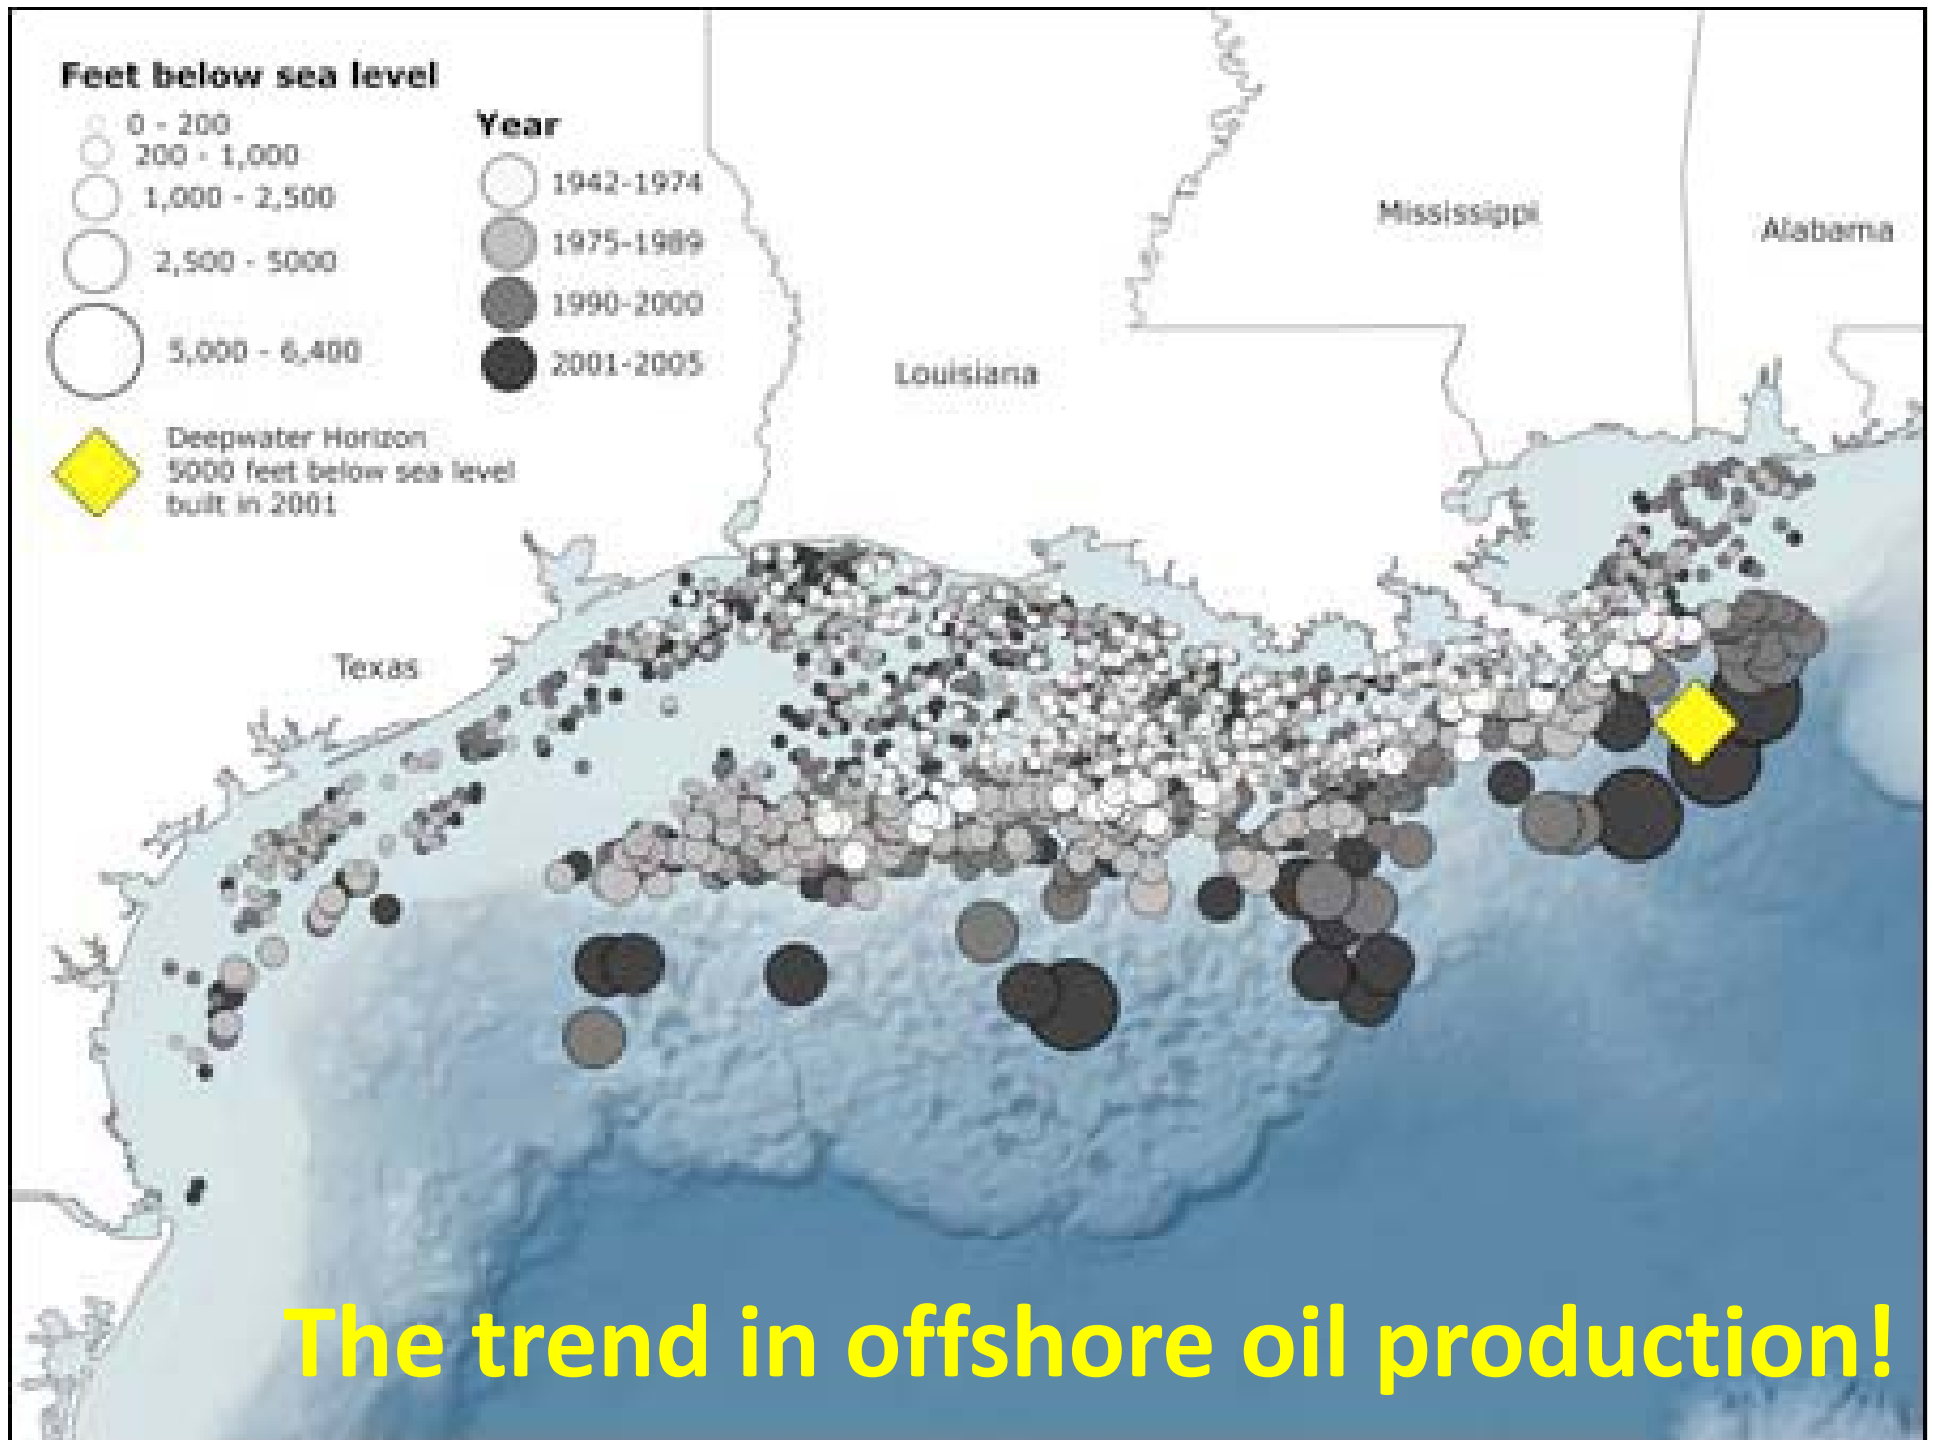 Feet below sea level
0 - 200
200 - 1,000
1,000 - 2,500
2,500 - 5000
5,000 - 6,400
Year
1942-1974
1975-1989
1990-2000
2001-2005
Deepwater Horizon
5000 feet below sea level
built in 2001
Mississippi
Alabama
Louisiana
Texas
The trend in offshore oil production!